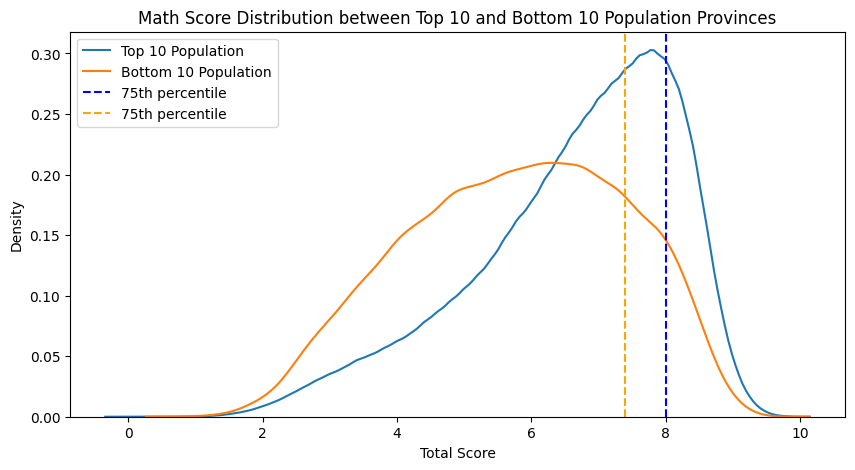 Math Score Distribution between Top 10 and Bottom 10 Population Provinces
Top 10 Population
Bottom 10 Population
75th percentile
75th percentile
Density
0.30
0.25
0.20
0.15
0.10
0.05
0.00
0
2
4
6
8
10
Total Score